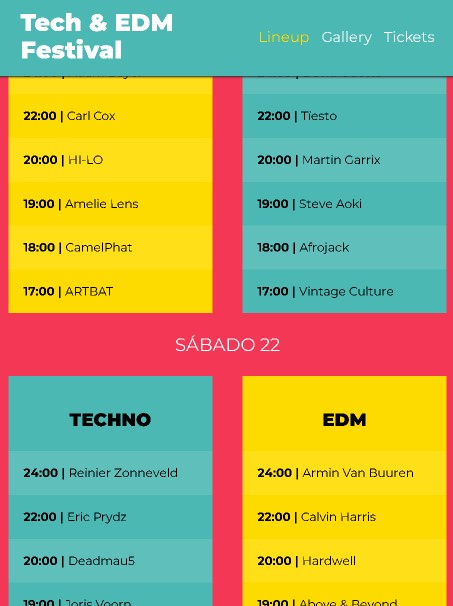 Tech & EDM
Festival
Lineup Gallery Tickets
22:00 | Carl Cox
20:00 | HI-LO
19:00 | Amelie Lens
18:00 | CamelPhat
17:00 | ARTBAT
22:00 | Tïesto
20:00 | Martin Garrix
19:00 | Steve Aoki
18:00 | Afrojack
17:00 | Vintage Culture
SÁBADO 22
TECHNO
24:00 | Reinier Zonneveld
22:00 | Eric Prydz
20:00 | Deadmau5
19:00 | Joris Voorn
EDM
24:00 | Armin Van Buuren
22:00 | Calvin Harris
20:00 | Hardwell
19:00 | Above & Beyond